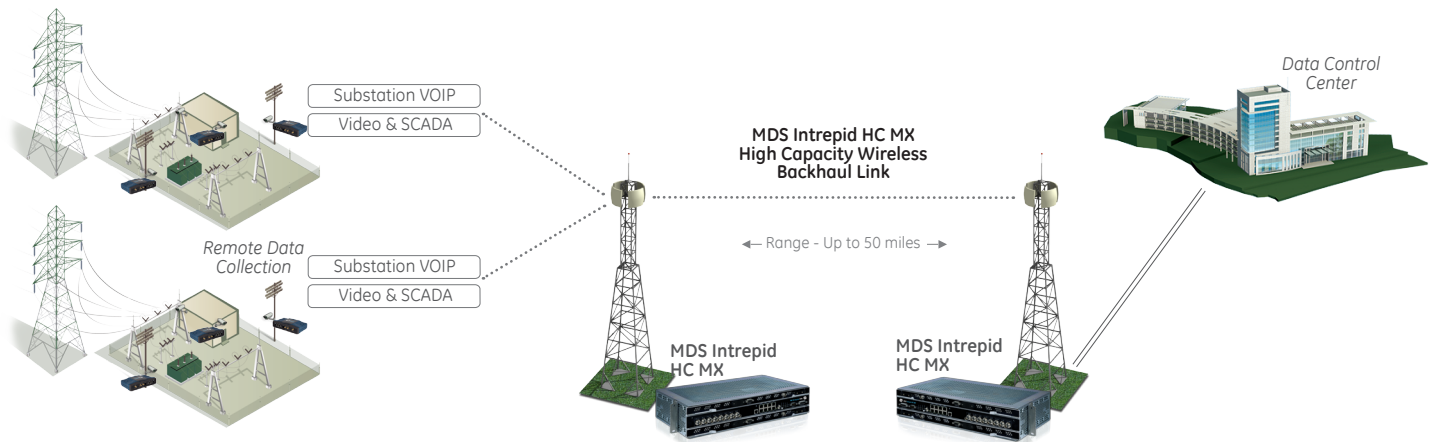 Substation VOIP
Video & SCADA
Remote Data
Collection
Substation VOIP
Video & SCADA
MDS Intrepid HC MX
High Capacity Wireless
Backhaul Link
Range - Up to 50 miles
MDS Intrepid
HC MX
MDS Intrepid
HC MX
Data Control
Center